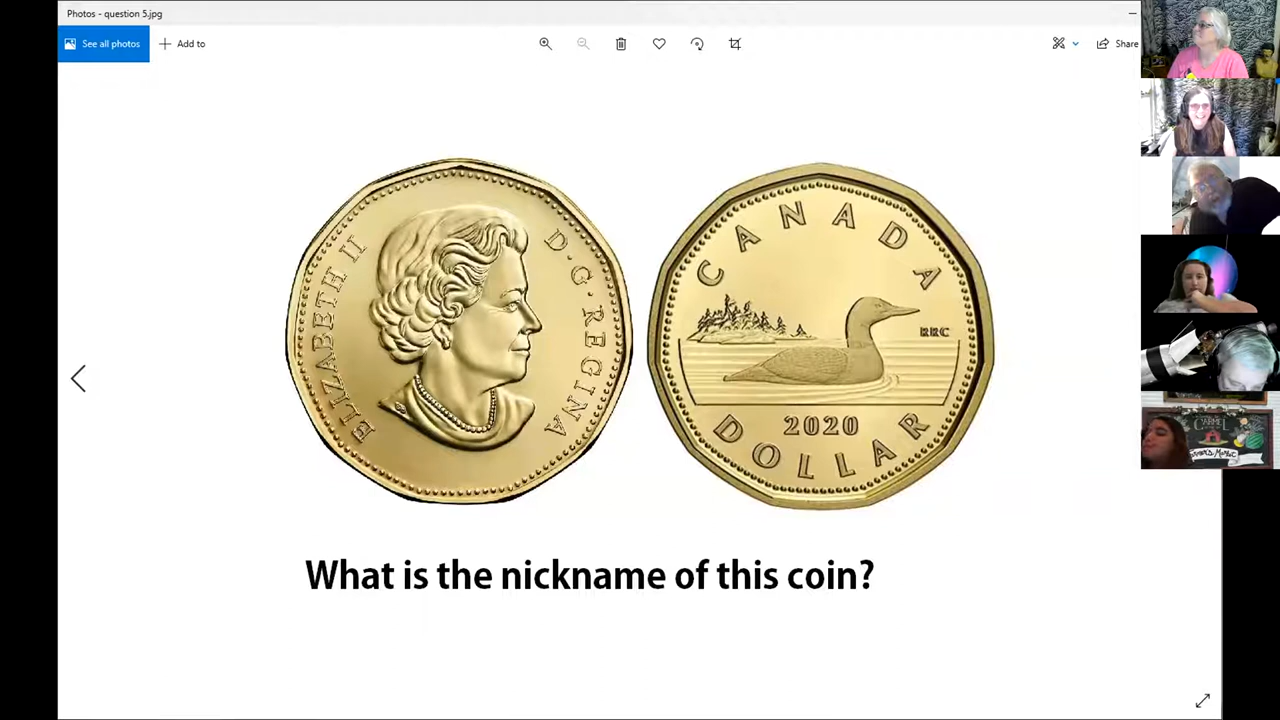 Photos - question 5.jpg
See all photos
Add to
Share
ELIZABETH II D·G·REGINA
CANADA
RRC
2020
DOLLAR
What is the nickname of this coin?
CARMEL